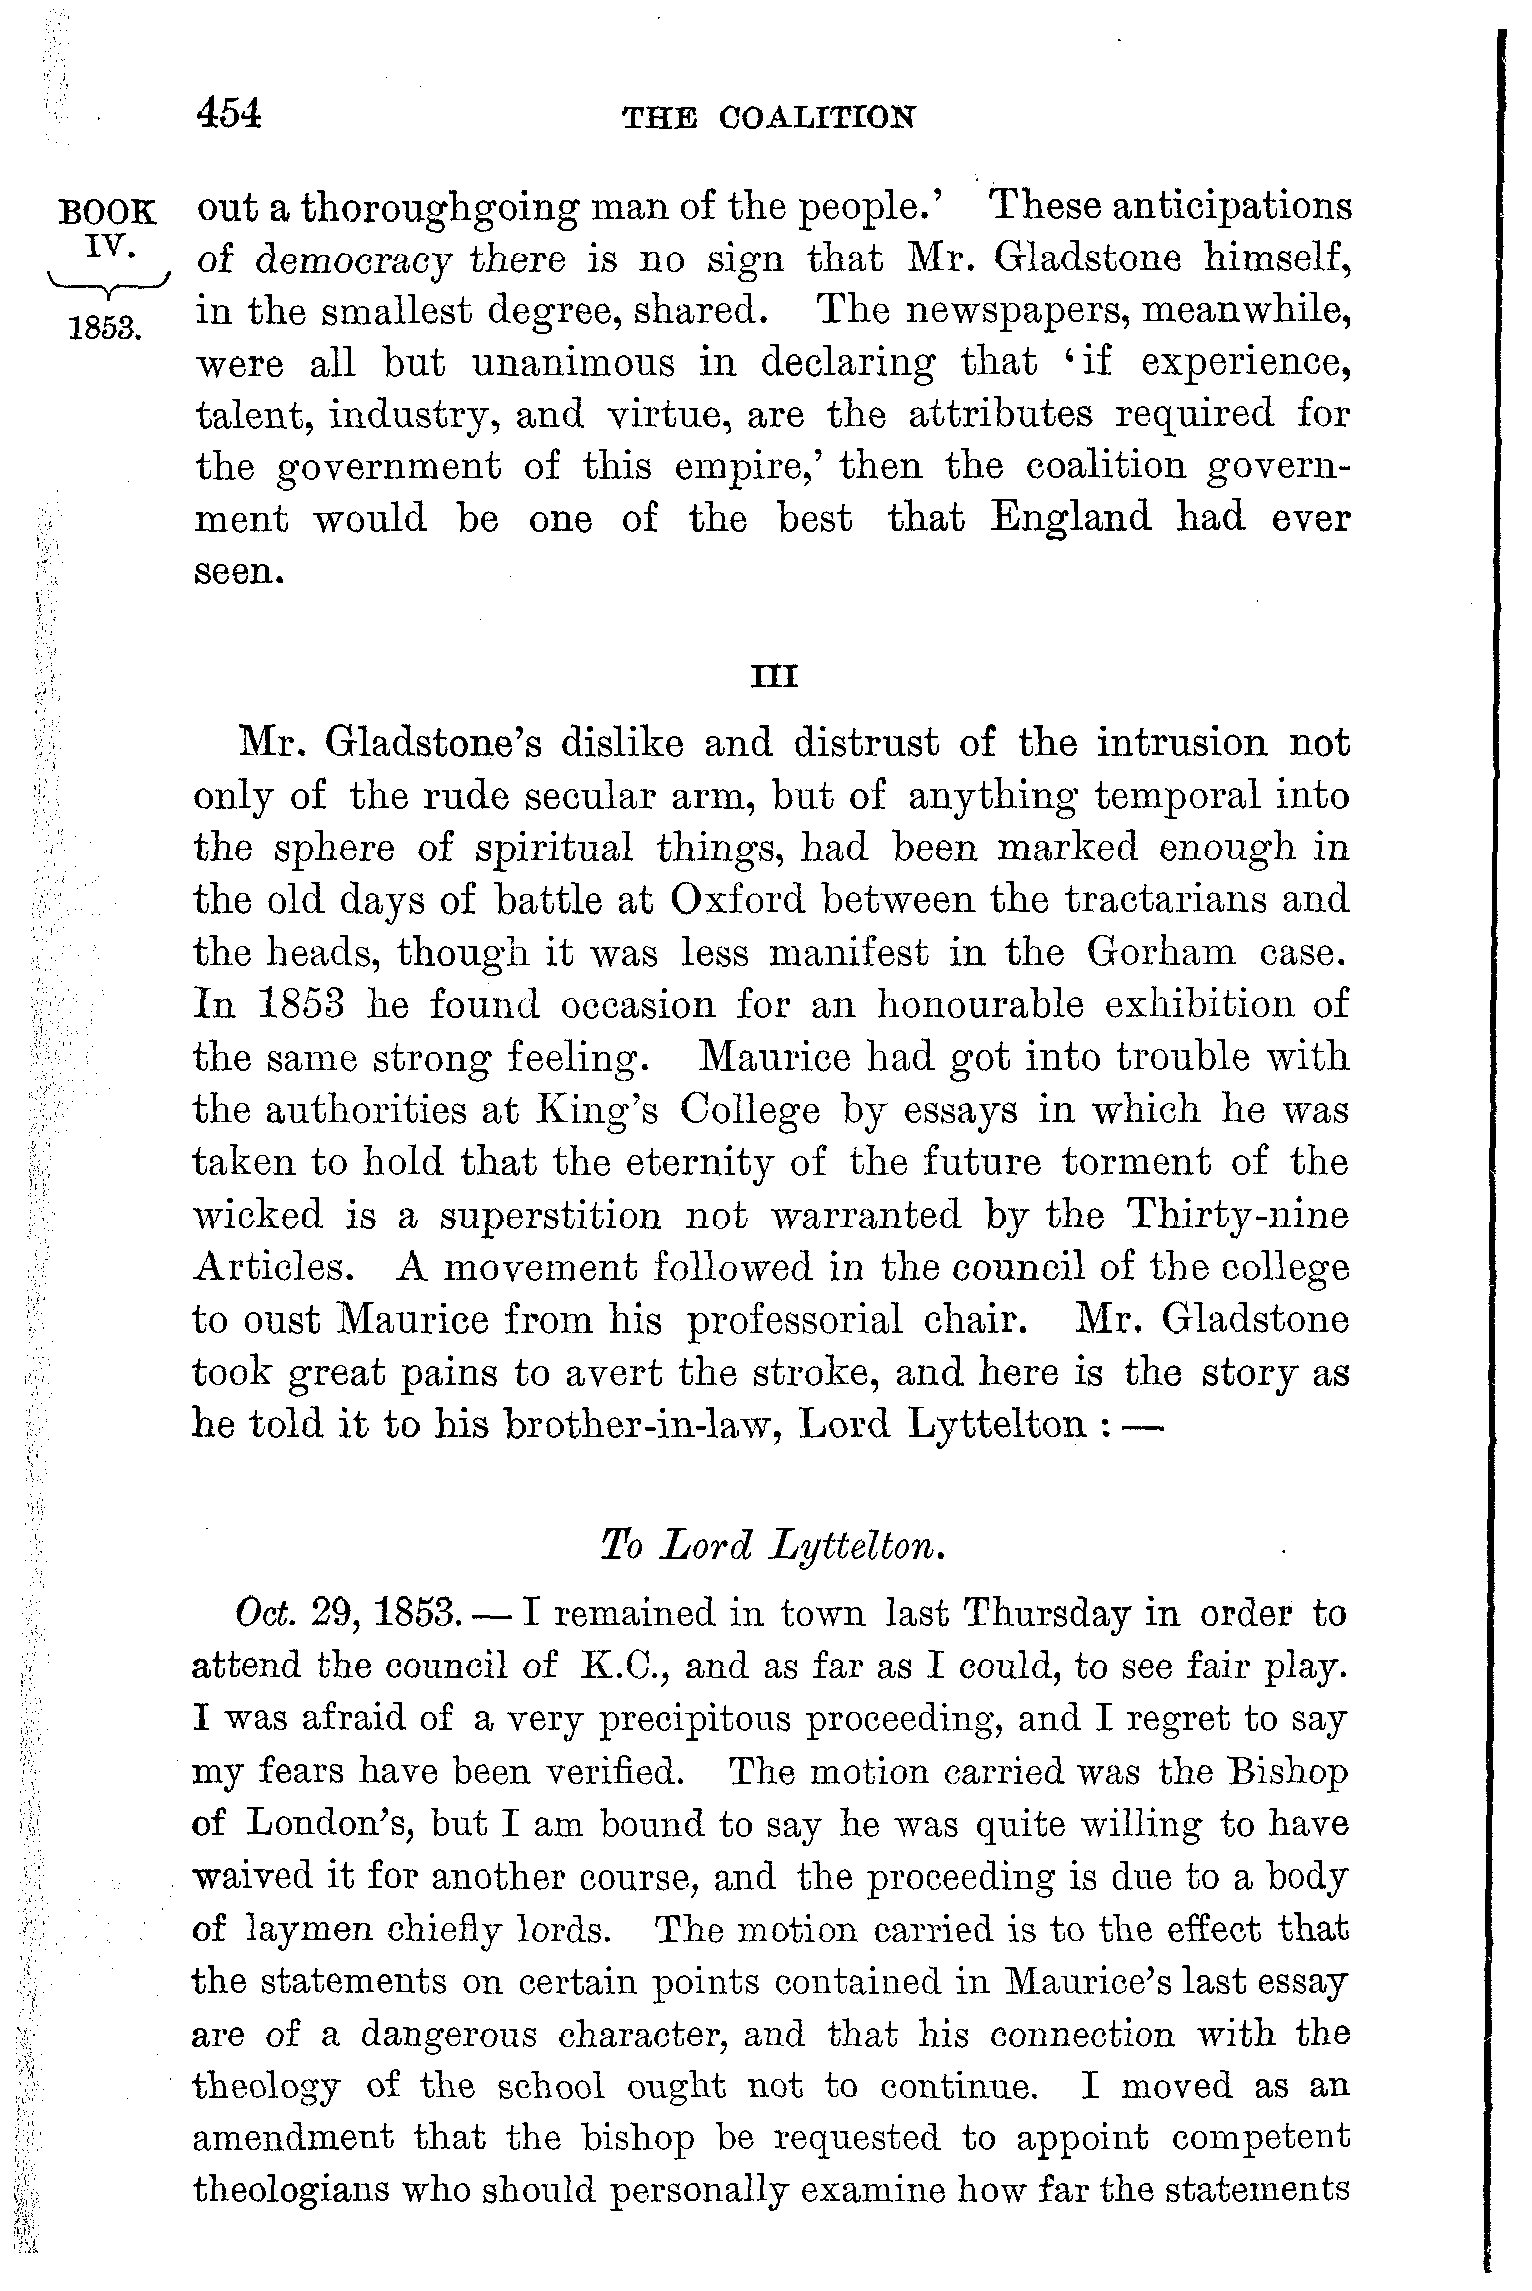 454 THE COALITION
BOOK IV. 1853.
out a thoroughgoing man of the people.' These anticipations
of democracy there is no sign that Mr. Gladstone himself,
in the smallest degree, shared. The newspapers, meanwhile,
were all but unanimous in declaring that 'if experience,
talent, industry, and virtue, are the attributes required for
the government of this empire,' then the coalition govern-
ment would be one of the best that England had ever
seen.
III
Mr. Gladstone's dislike and distrust of the intrusion not
only of the rude secular arm, but of anything temporal into
the sphere of spiritual things, had been marked enough in
the old days of battle at Oxford between the tractarians and
the heads, though it was less manifest in the Gorham case.
In 1853 he found occasion for an honourable exhibition of
the same strong feeling. Maurice had got into trouble with
the authorities at King's College by essays in which he was
taken to hold that the eternity of the future torment of the
wicked is a superstition not warranted by the Thirty-nine
Articles. A movement followed in the council of the college
to oust Maurice from his professorial chair. Mr. Gladstone
took great pains to avert the stroke, and here is the story as
he told it to his brother-in-law, Lord Lyttelton : —
To Lord Lyttelton.
Oct. 29, 1853. — I remained in town last Thursday in order to
attend the council of K.C., and as far as I could, to see fair play.
I was afraid of a very precipitous proceeding, and I regret to say
my fears have been verified. The motion carried was the Bishop
of London's, but I am bound to say he was quite willing to have
waived it for another course, and the proceeding is due to a body
of laymen chiefly lords. The motion carried is to the effect that
the statements on certain points contained in Maurice's last essay
are of a dangerous character, and that his connection with the
theology of the school ought not to continue. I moved as an
amendment that the bishop be requested to appoint competent
theologians who should personally examine how far the statements